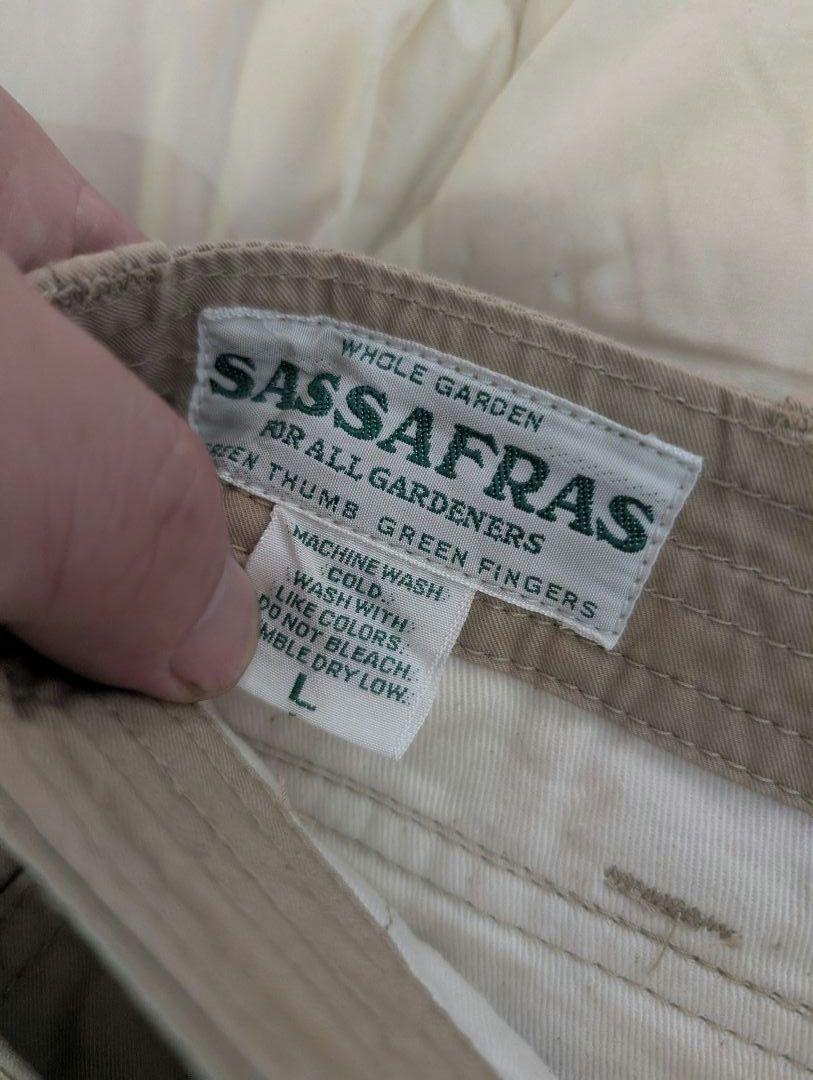 WHOLE GARDEN
SASSAFRAS
FOR ALL GARDENERS
THUMB GREEN FINGERS
MACHINE WASH
COLD.
WASH WITH
LIKE COLORS.
DO NOT BLEACH.
DRY LOW.
L